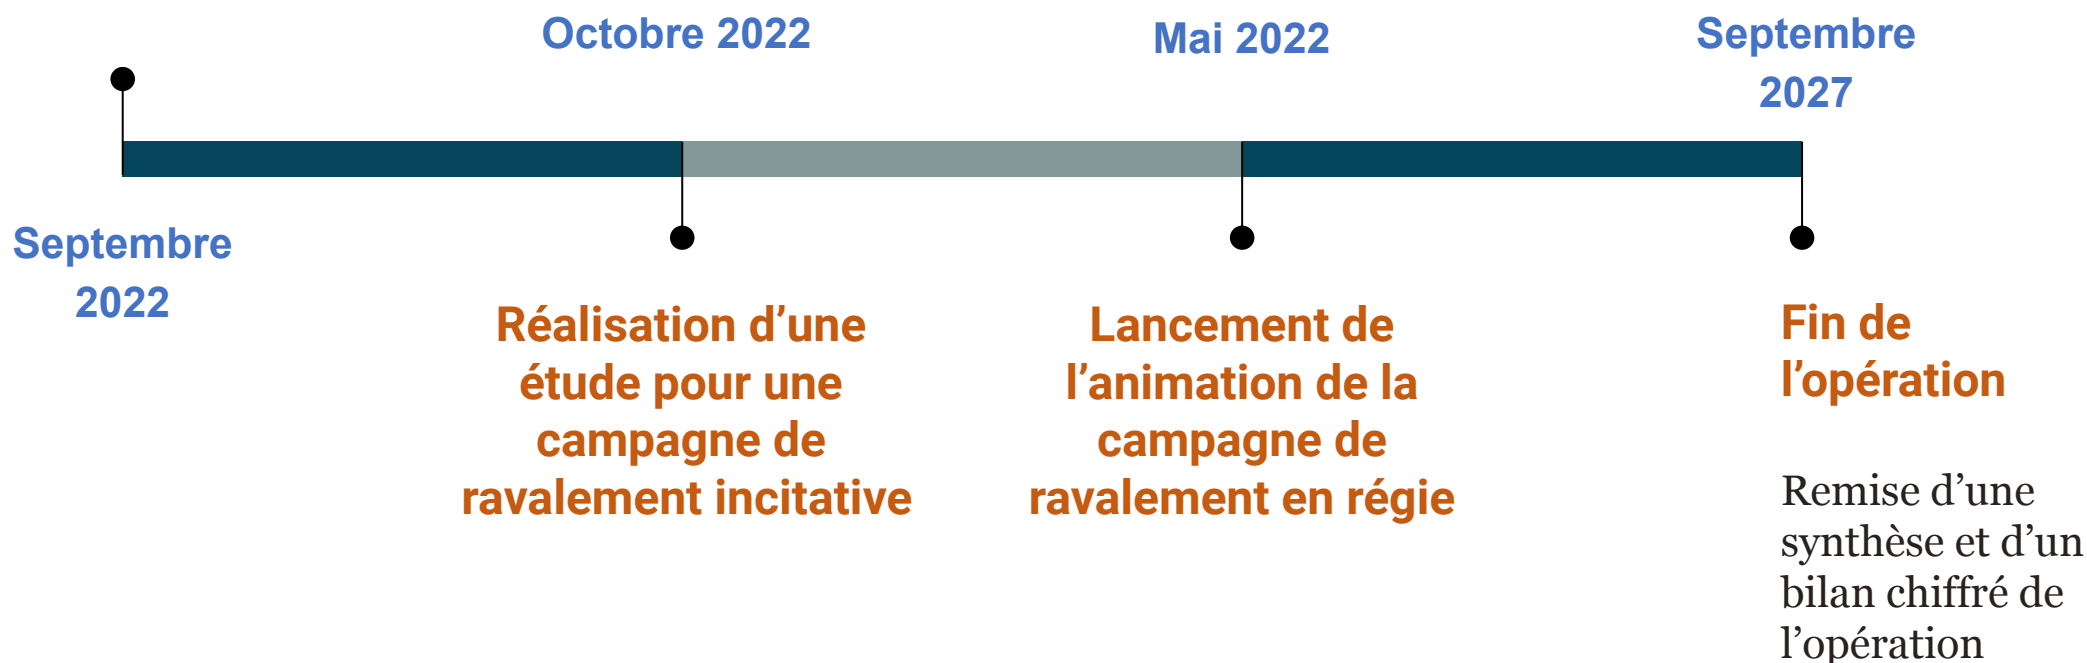 Septembre
2022
Octobre 2022
Réalisation d’une
étude pour une
campagne de
ravalement incitative
Mai 2022
Lancement de
l’animation de la
campagne de
ravalement en régie
Septembre
2027
Fin de
l’opération
Remise d’une
synthèse et d’un
bilan chiffré de
l’opération